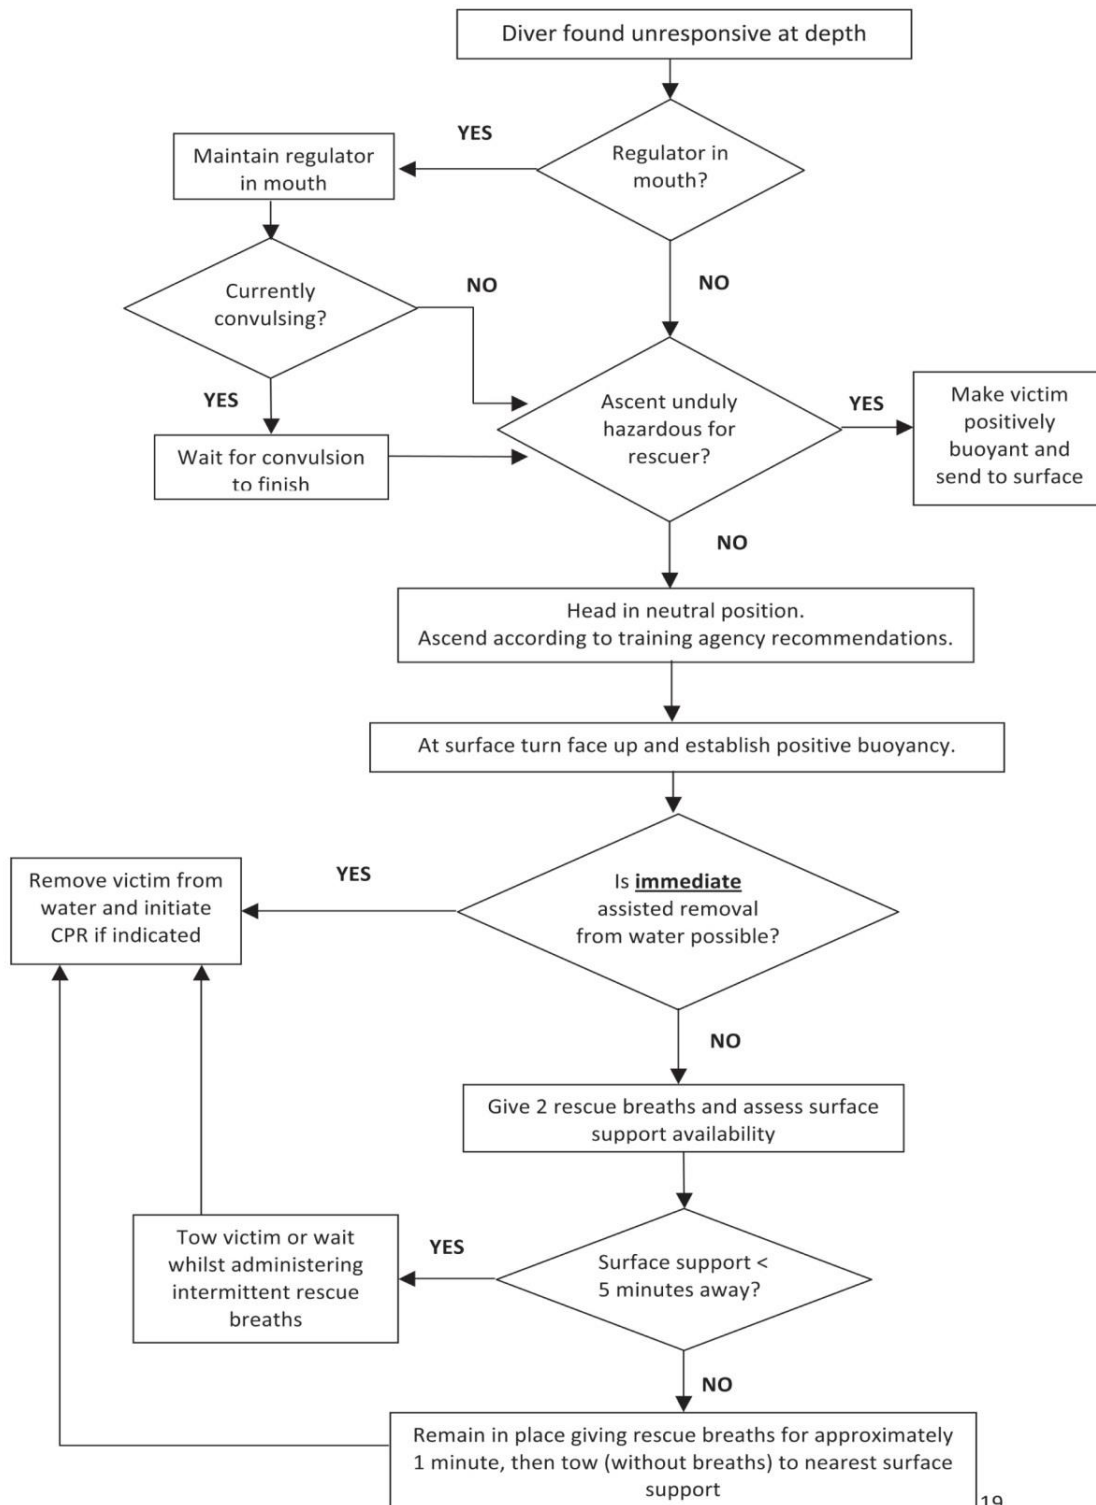 Diver found unresponsive at depth
YES
Regulator in
mouth?
Maintain regulator
in mouth
NO
Currently
convulsing?
NO
YES
Wait for convulsion
to finish
Ascent unduly
hazardous for
rescuer?
YES
Make victim
positively
buoyant and
send to surface
NO
Head in neutral position.
Ascend according to training agency recommendations.
At surface turn face up and establish positive buoyancy.
Is immediate
assisted removal
from water possible?
YES
Remove victim from
water and initiate
CPR if indicated
NO
Give 2 rescue breaths and assess surface
support availability
Surface support <
5 minutes away?
YES
Tow victim or wait
whilst administering
intermittent rescue
breaths
NO
Remain in place giving rescue breaths for approximately
1 minute, then tow (without breaths) to nearest surface
support
19